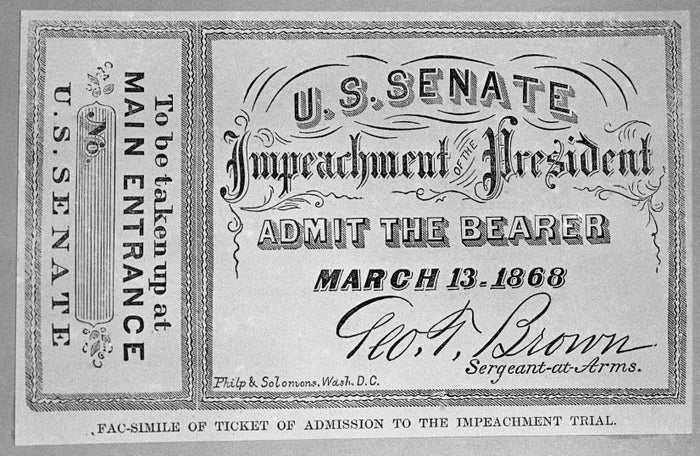 U. S. SENATE
No.
MAIN ENTRANCE
To be taken up at
U. S. SENATE
Impeachment OF THE President
ADMIT THE BEARER
MARCH 13-1868
Geo. T. Brown
Sergeant-at-Arms.
Philp & Solomons. Wash. D. C.
FAC-SIMILE OF TICKET OF ADMISSION TO THE IMPEACHMENT TRIAL.